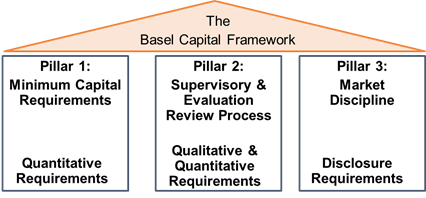 The
Basel Capital Framework
Pillar 1:
Minimum Capital
Requirements
Quantitative
Requirements
Pillar 2:
Supervisory &
Evaluation
Review Process
Qualitative &
Quantitative
Requirements
Pillar 3:
Market
Discipline
Disclosure
Requirements